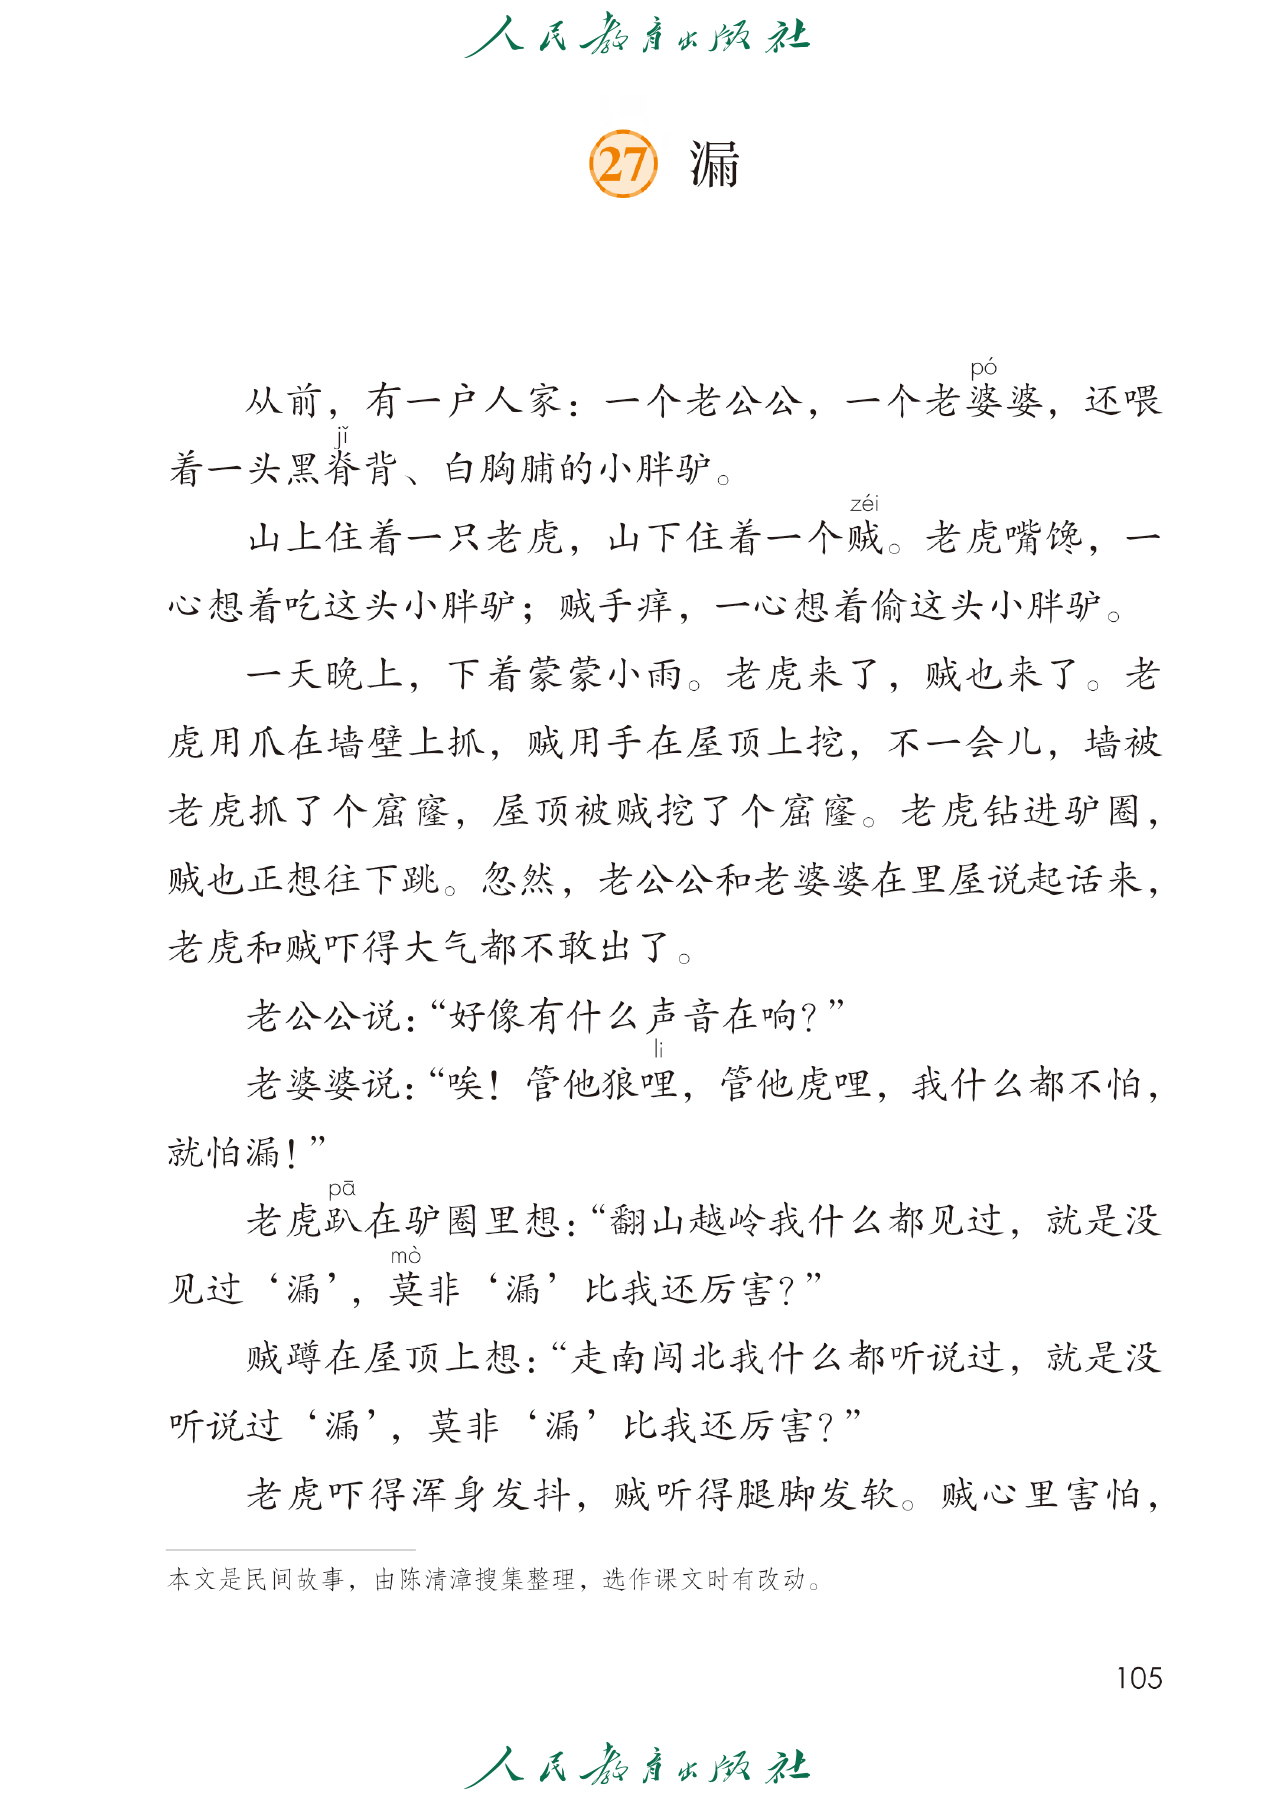 人民教育出版社
27 漏
pó
从前，有一户人家：一个老公公，一个老婆婆，还喂
jǐ
着一头黑脊背、白胸脯的小胖驴。
zéi
山上住着一只老虎，山下住着一个贼。老虎嘴馋，一
心想着吃这头小胖驴；贼手痒，一心想着偷这头小胖驴。
一天晚上，下着蒙蒙小雨。老虎来了，贼也来了。老
虎用爪在墙壁上抓，贼用手在屋顶上挖，不一会儿，墙被
老虎抓了个窟窿，屋顶被贼挖了个窟窿。老虎钻进驴圈，
贼也正想往下跳。忽然，老公公和老婆婆在里屋说起话来，
老虎和贼吓得大气都不敢出了。
老公公说：“好像有什么声音在响？”
li
老婆婆说：“唉！管他狼哩，管他虎哩，我什么都不怕，
就怕漏！”
pā
老虎趴在驴圈里想：“翻山越岭我什么都见过，就是没
mò
见过‘漏’，莫非‘漏’比我还厉害？”
贼蹲在屋顶上想：“走南闯北我什么都听说过，就是没
听说过‘漏’，莫非‘漏’比我还厉害？”
老虎吓得浑身发抖，贼听得腿脚发软。贼心里害怕，
本文是民间故事，由陈清漳搜集整理，选作课文时有改动。
105
人民教育出版社